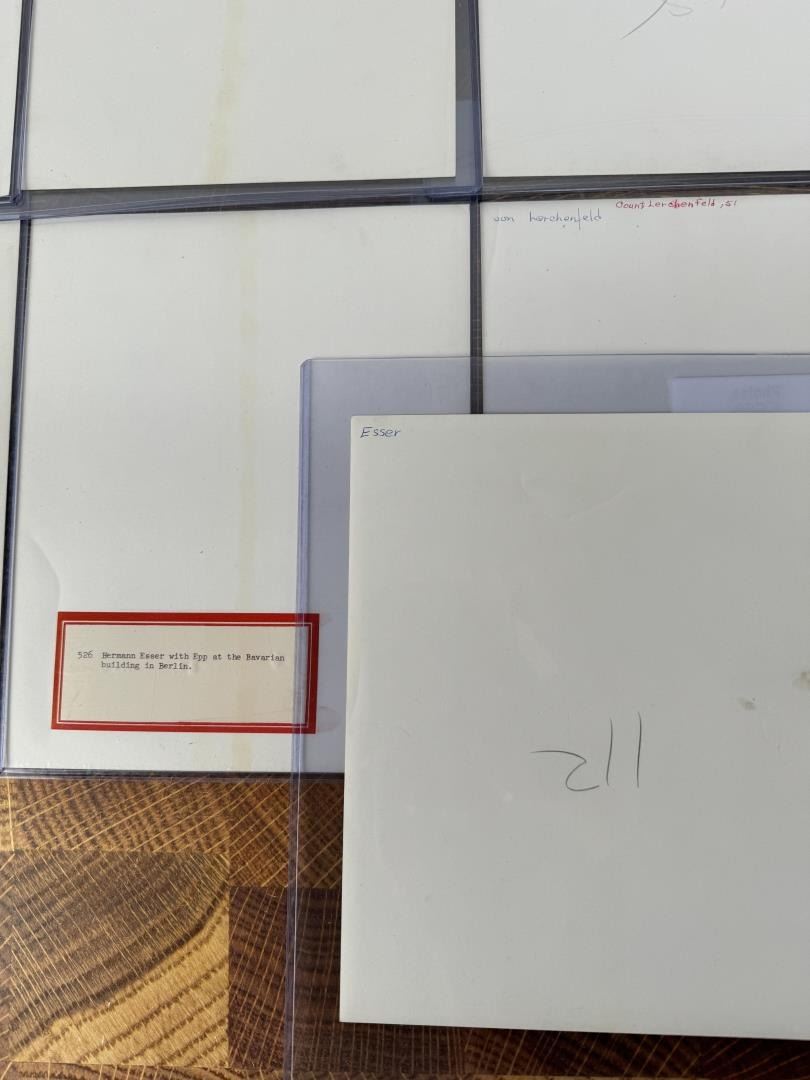 Count Lerchenfeld, 51
von Lerchenfeld
Esser
526 Hermann Esser with Epp at the Bavarian
building in Berlin.
211